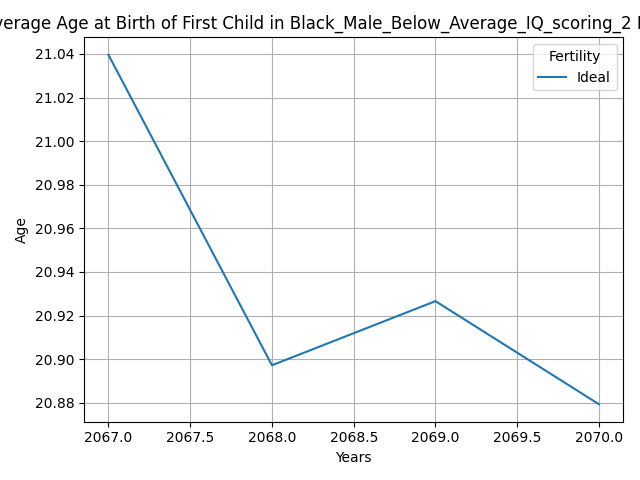 Age at Birth of First Child in Black_Male_Below_Average_IQ_scoring_2
Fertility
Ideal
21.04
21.02
21.00
20.98
20.96
20.94
20.92
20.90
20.88
Age
2067.0 2067.5 2068.0 2068.5 2069.0 2069.5 2070.0
Years